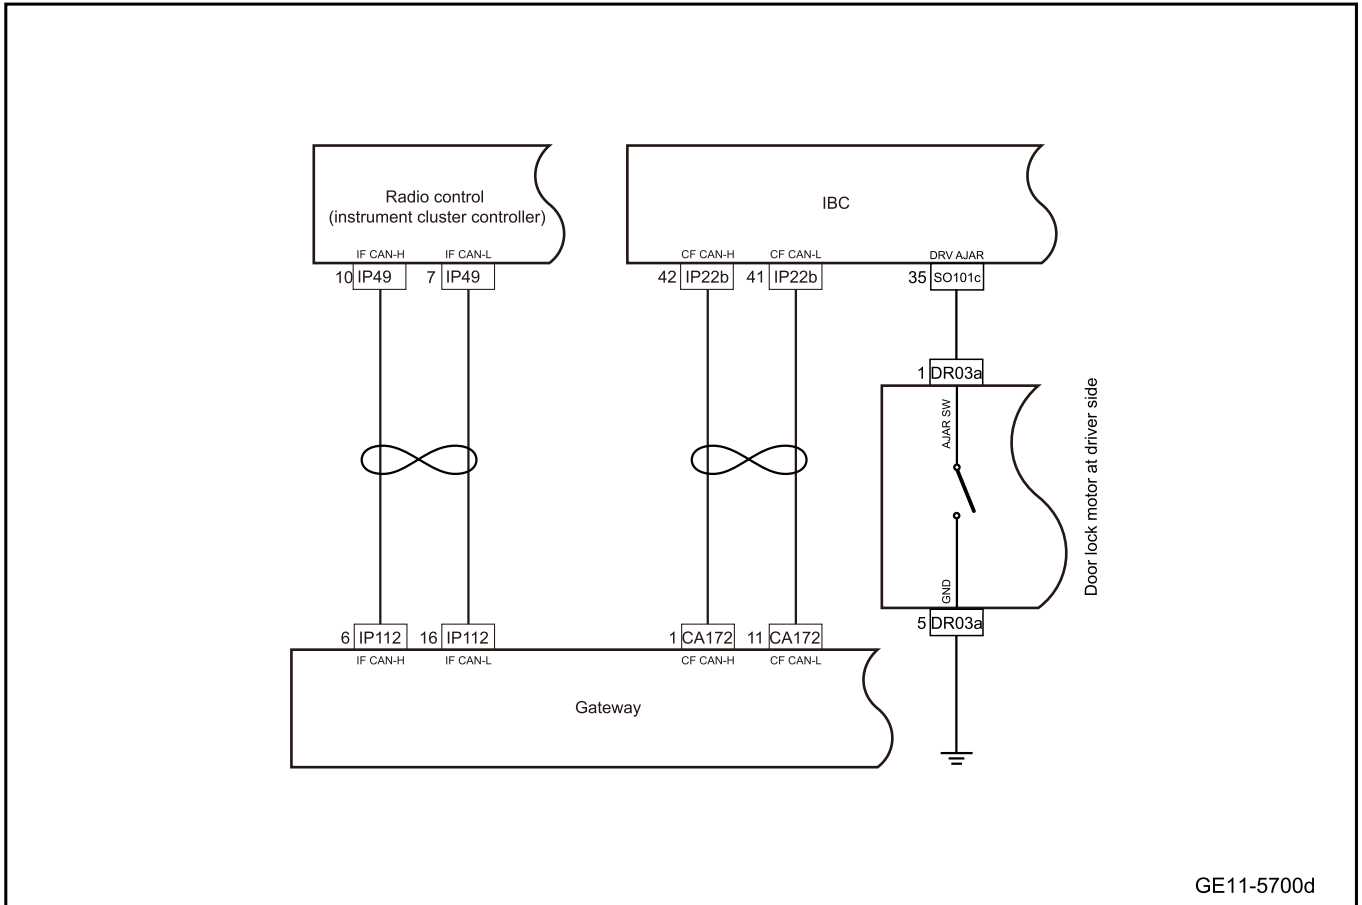 Radio control
(instrument cluster controller)
IF CAN-H IF CAN-L
10 IP49 7 IP49
IBC
CF CAN-H CF CAN-L DRV AJAR
42 IP22b 41 IP22b 35 SO101c
1 DR03a
AJAR SW
GND
5 DR03a
Door lock motor at driver side
6 IP112 16 IP112 1 CA172 11 CA172
IF CAN-H IF CAN-L CF CAN-H CF CAN-L
Gateway
GE11-5700d